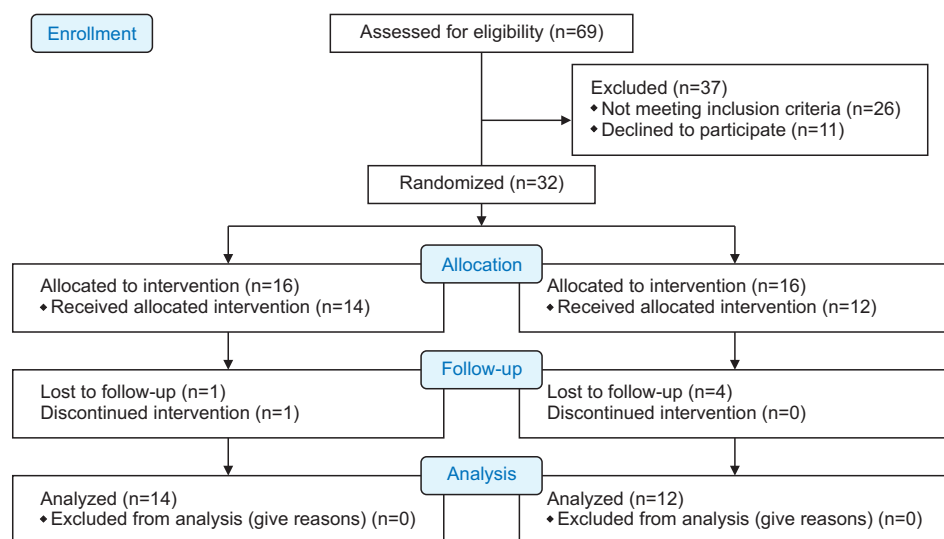 Enrollment
Assessed for eligibility (n=69)
Excluded (n=37)
◆ Not meeting inclusion criteria (n=26)
◆ Declined to participate (n=11)
Randomized (n=32)
Allocation
Allocated to intervention (n=16)
◆ Received allocated intervention (n=14)
Allocated to intervention (n=16)
◆ Received allocated intervention (n=12)
Follow-up
Lost to follow-up (n=1)
Discontinued intervention (n=1)
Lost to follow-up (n=4)
Discontinued intervention (n=0)
Analysis
Analyzed (n=14)
◆ Excluded from analysis (give reasons) (n=0)
Analyzed (n=12)
◆ Excluded from analysis (give reasons) (n=0)